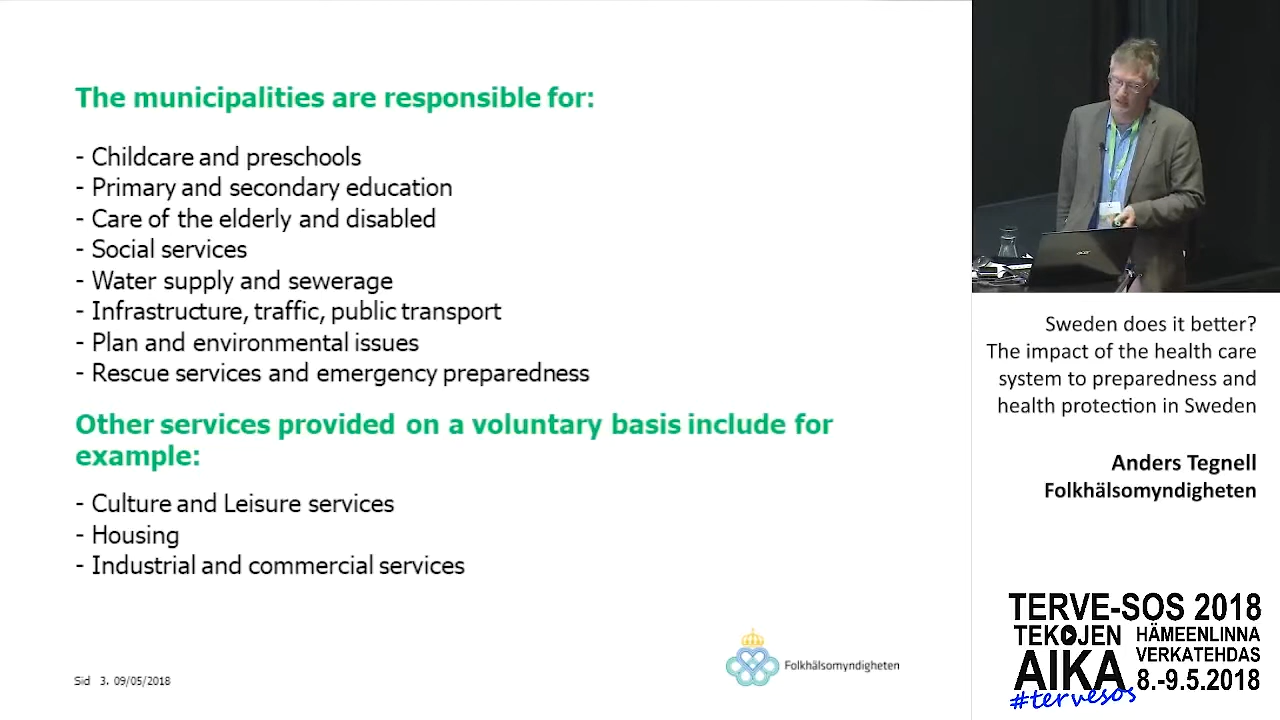 The municipalities are responsible for:
- Childcare and preschools
- Primary and secondary education
- Care of the elderly and disabled
- Social services
- Water supply and sewerage
- Infrastructure, traffic, public transport
- Plan and environmental issues
- Rescue services and emergency preparedness
Other services provided on a voluntary basis include for
example:
- Culture and Leisure services
- Housing
- Industrial and commercial services
Folkhälsomyndigheten
Sid 3. 09/05/2018
acer
Sweden does it better?
The impact of the health care
system to preparedness and
health protection in Sweden
Anders Tegnell
Folkhälsomyndigheten
TERVE-SOS 2018
TEKOJEN
AIKA
HÄMEENLINNA
VERKATEHDAS
8.-9.5.2018
#tervesos